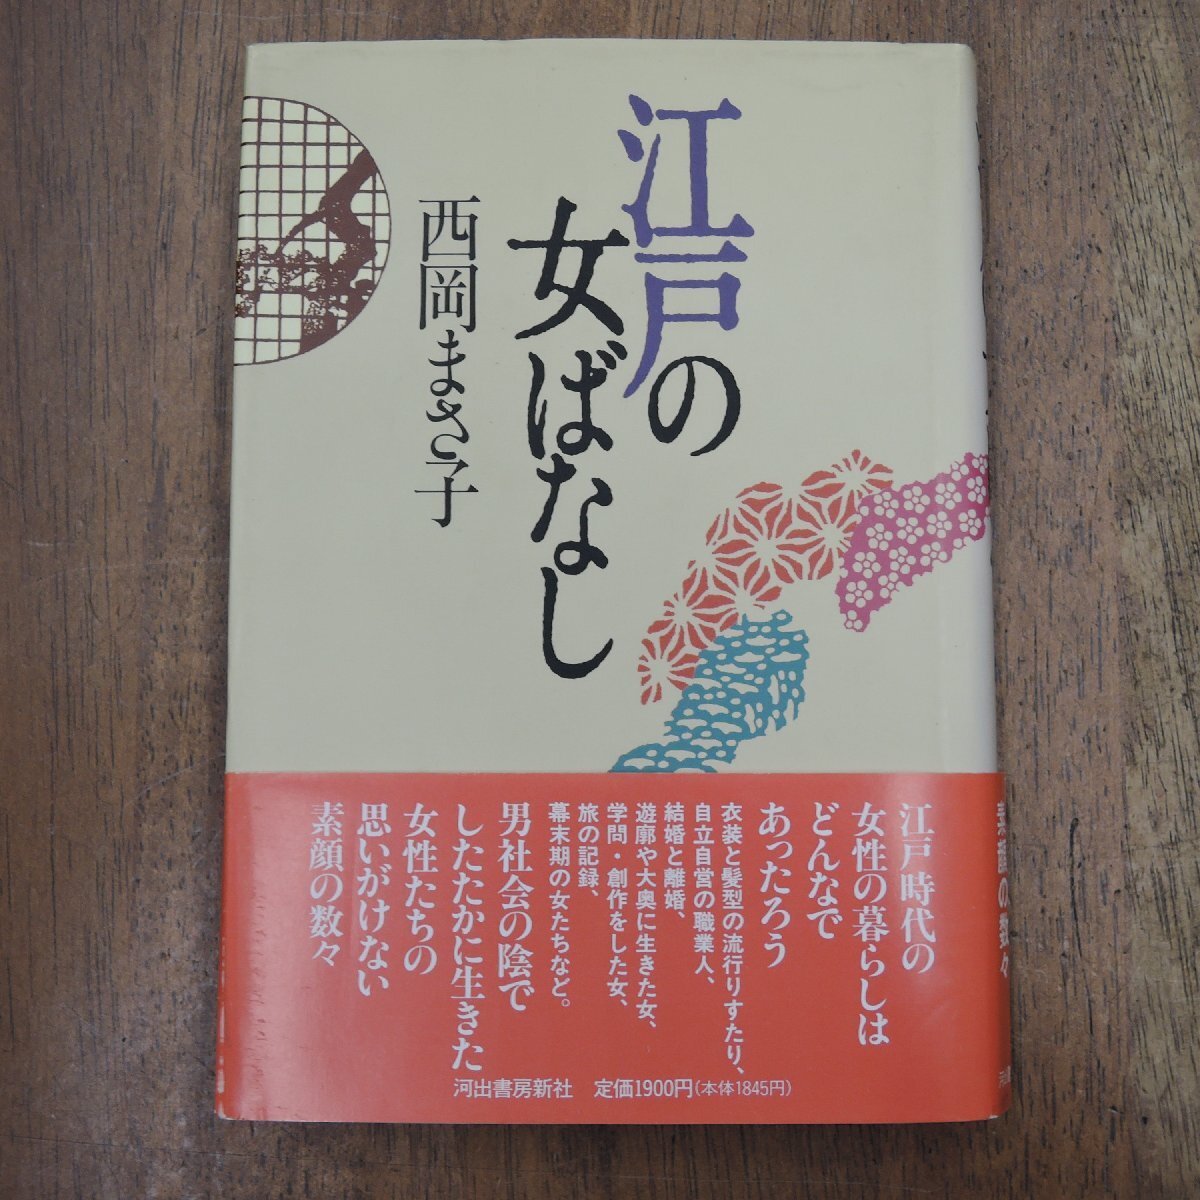 江戸の
女ばなし
西岡まさ子
江戸時代の
女性の暮らしは
どんなで
あったろう
衣装と髪型の流行りすたり、
自立自営の職業人、
結婚と離婚、
遊廓や大奥に生きた女、
学問・創作をした女、
旅の記録、
幕末期の女たちなど。
男社会の陰で
したたかに生きた
女性たちの
思いがけない
素顔の数々
河出書房新社 定価1900円(本体1845円)
素顔の数々